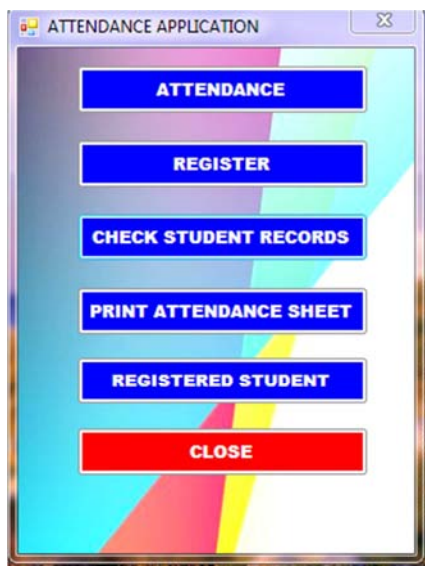 ATTENDANCE APPLICATION
ATTENDANCE
REGISTER
CHECK STUDENT RECORDS
PRINT ATTENDANCE SHEET
REGISTERED STUDENT
CLOSE